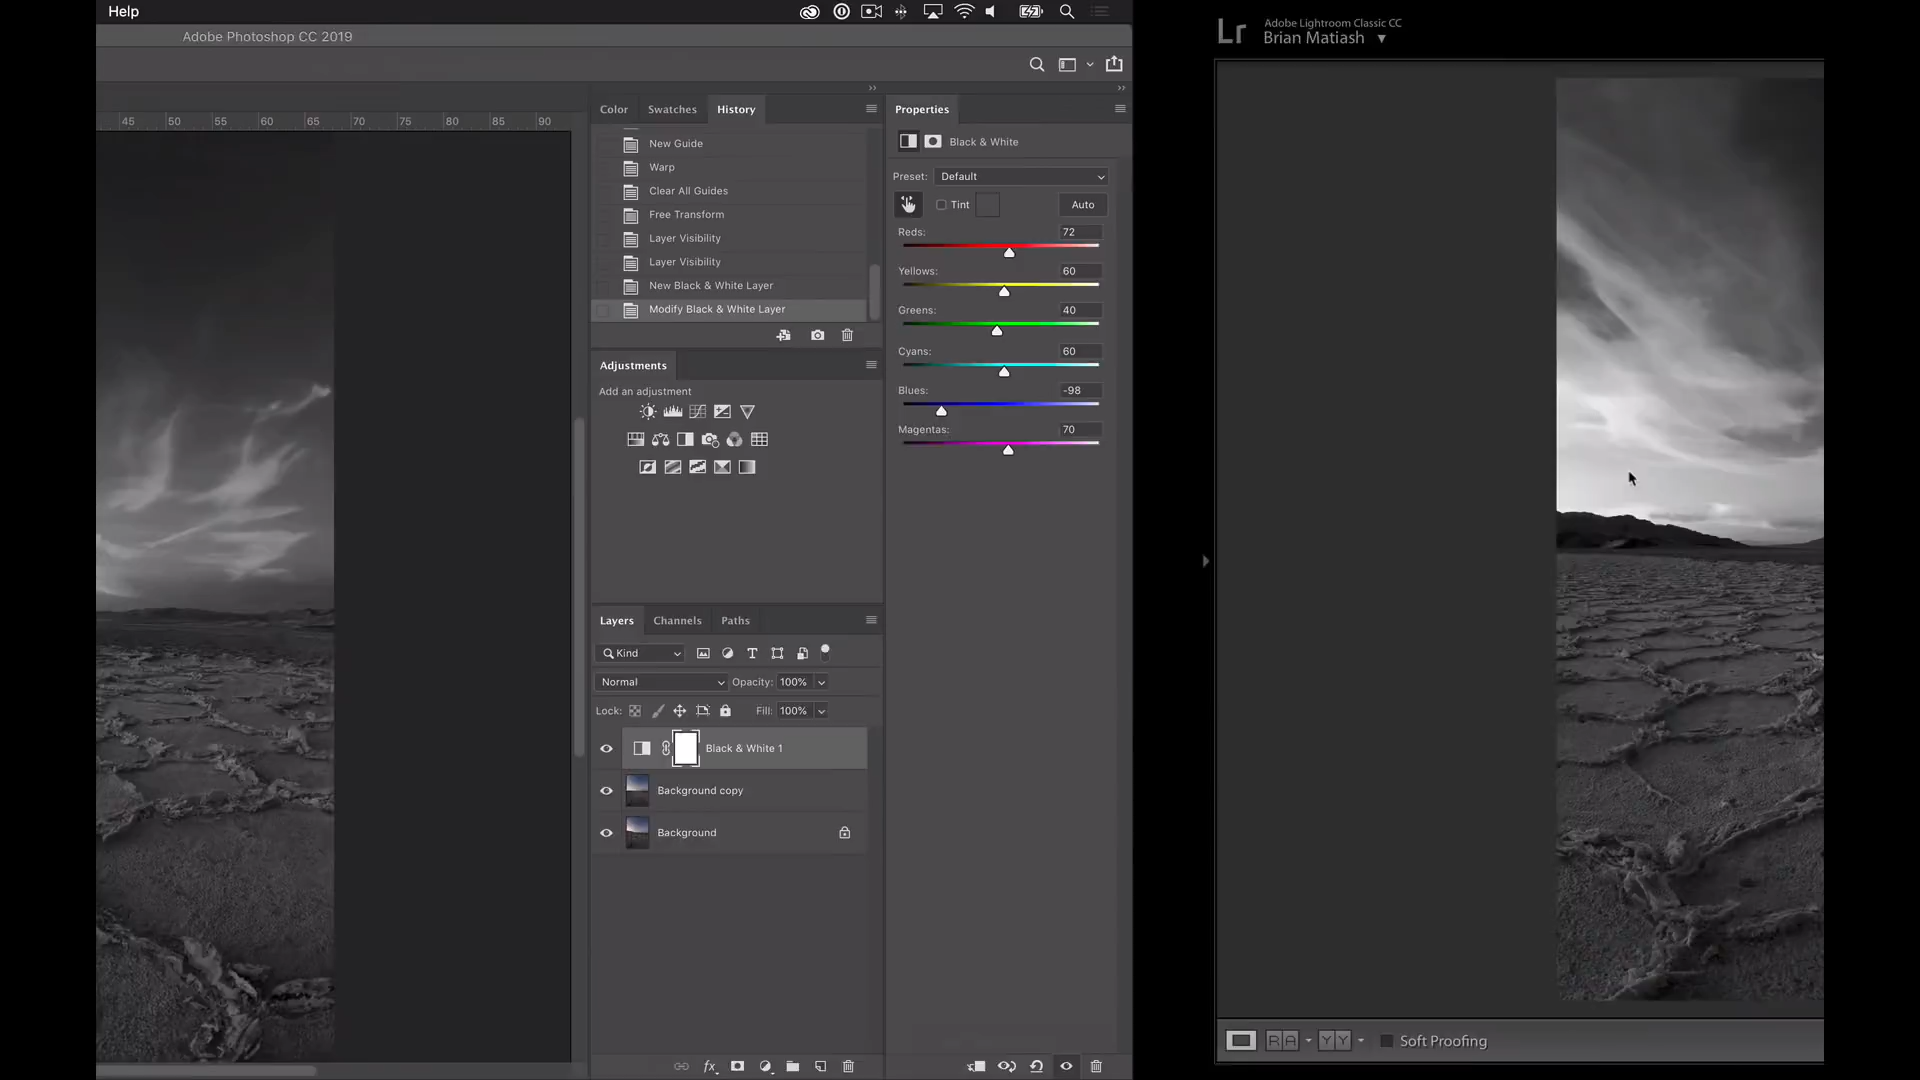 Help
Adobe Photoshop CC 2019
45 50 55 60 65 70 75 80 85 90
Color Swatches History
New Guide
Warp
Clear All Guides
Free Transform
Layer Visibility
Layer Visibility
New Black & White Layer
Modify Black & White Layer
Adjustments
Add an adjustment
Layers Channels Paths
Kind
Normal Opacity: 100%
Lock: Fill: 100%
Black & White 1
Background copy
Background
fx
Properties
Black & White
Preset: Default
Tint Auto
Reds: 72
Yellows: 60
Greens: 40
Cyans: 60
Blues: -98
Magentas: 70
Lr
Adobe Lightroom Classic CC
Brian Matiash
RA YY Soft Proofing